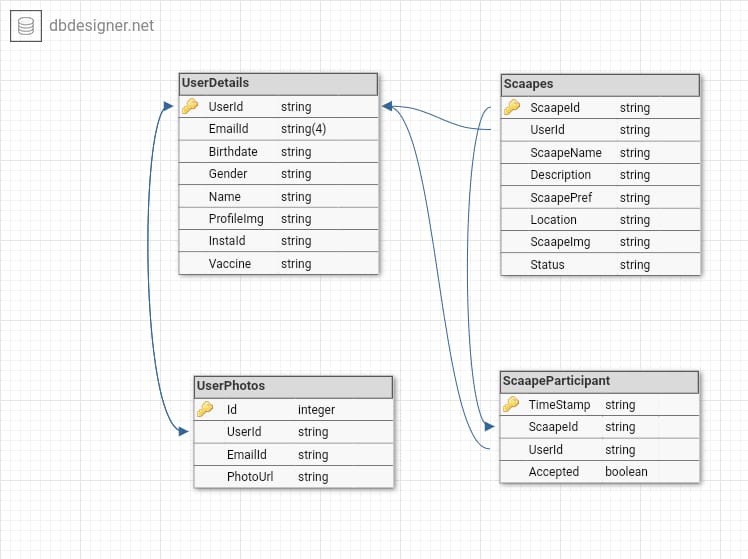 dbdesigner.net
UserDetails
UserId string
EmailId string(4)
Birthdate string
Gender string
Name string
ProfileImg string
InstaId string
Vaccine string
Scaapes
ScaapeId string
UserId string
ScaapeName string
Description string
ScaapePref string
Location string
ScaapeImg string
Status string
UserPhotos
Id integer
UserId string
EmailId string
PhotoUrl string
ScaapeParticipant
TimeStamp string
ScaapeId string
UserId string
Accepted boolean